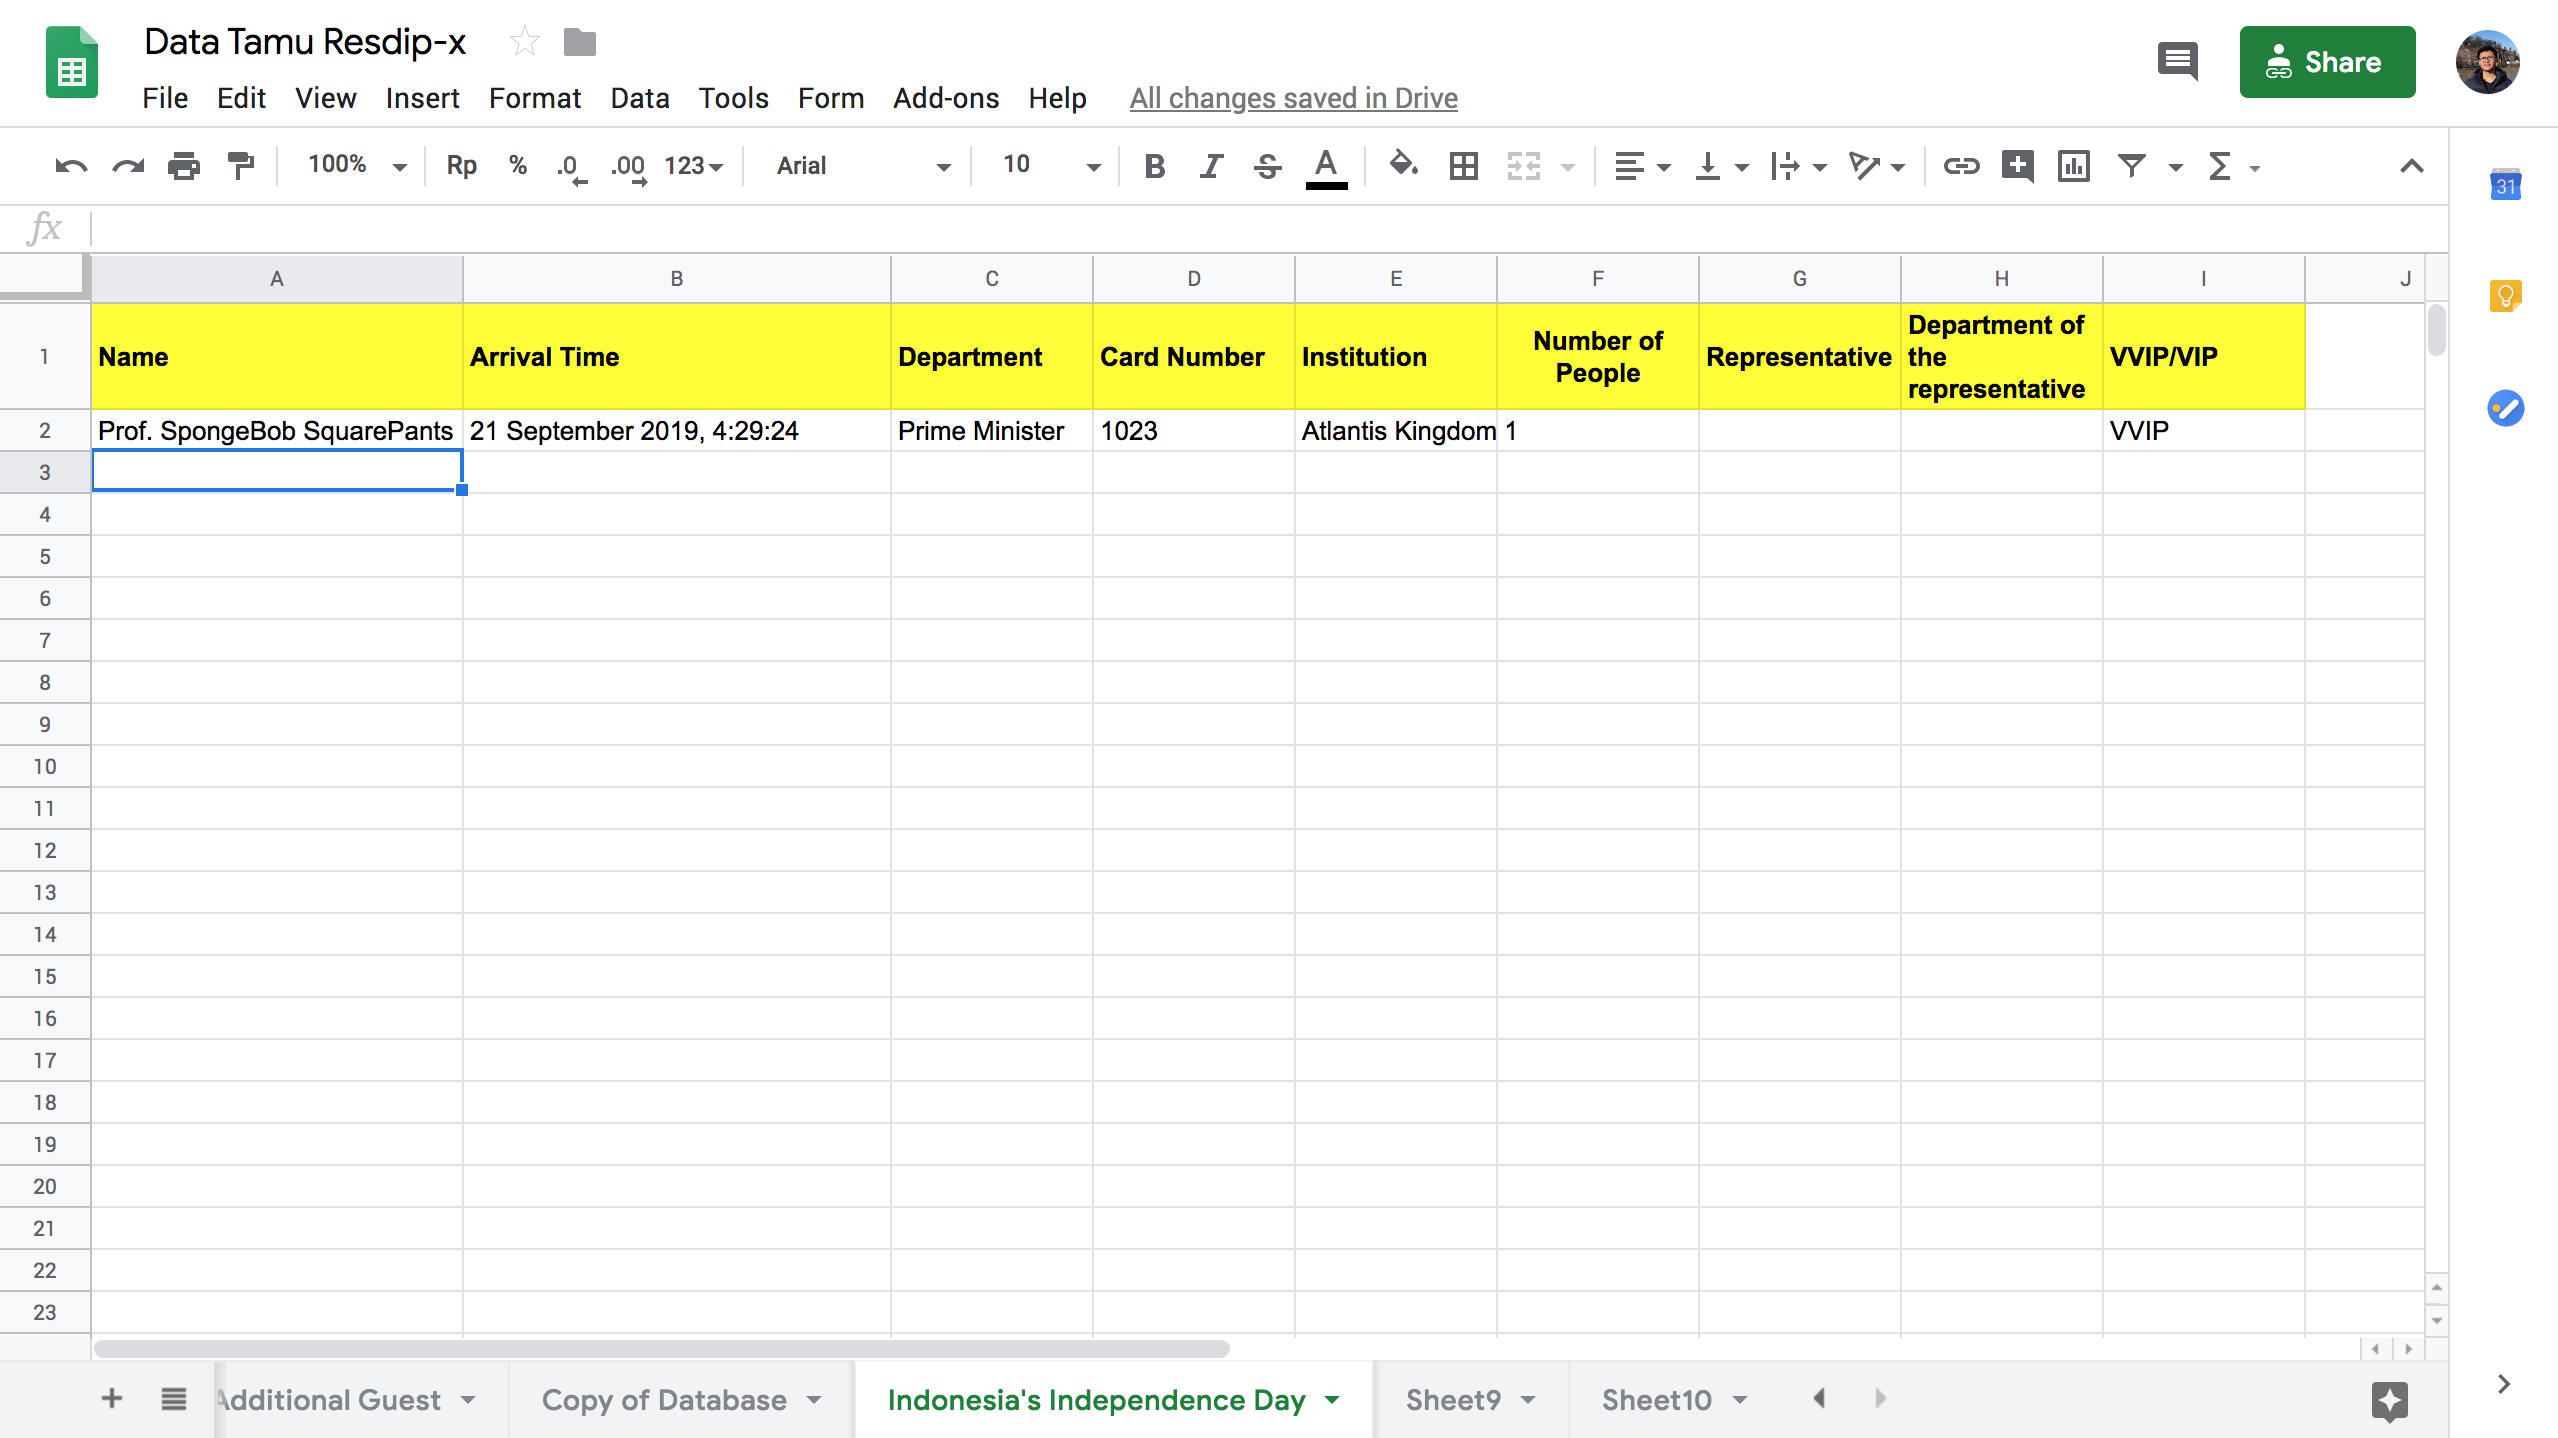 Data Tamu Resdip-x
File Edit View Insert Format Data Tools Form Add-ons Help All changes saved in Drive
Share
100% Rp % .0 .00 123 Arial 10 B I S A Σ
31
fx
A B C D E F G H I J
1 Name Arrival Time Department Card Number Institution Number of People Representative Department of the representative VVIP/VIP
2 Prof. SpongeBob SquarePants 21 September 2019, 4:29:24 Prime Minister 1023 Atlantis Kingdom 1 VVIP
3
4
5
6
7
8
9
10
11
12
13
14
15
16
17
18
19
20
21
22
23
Additional Guest Copy of Database Indonesia's Independence Day Sheet9 Sheet10